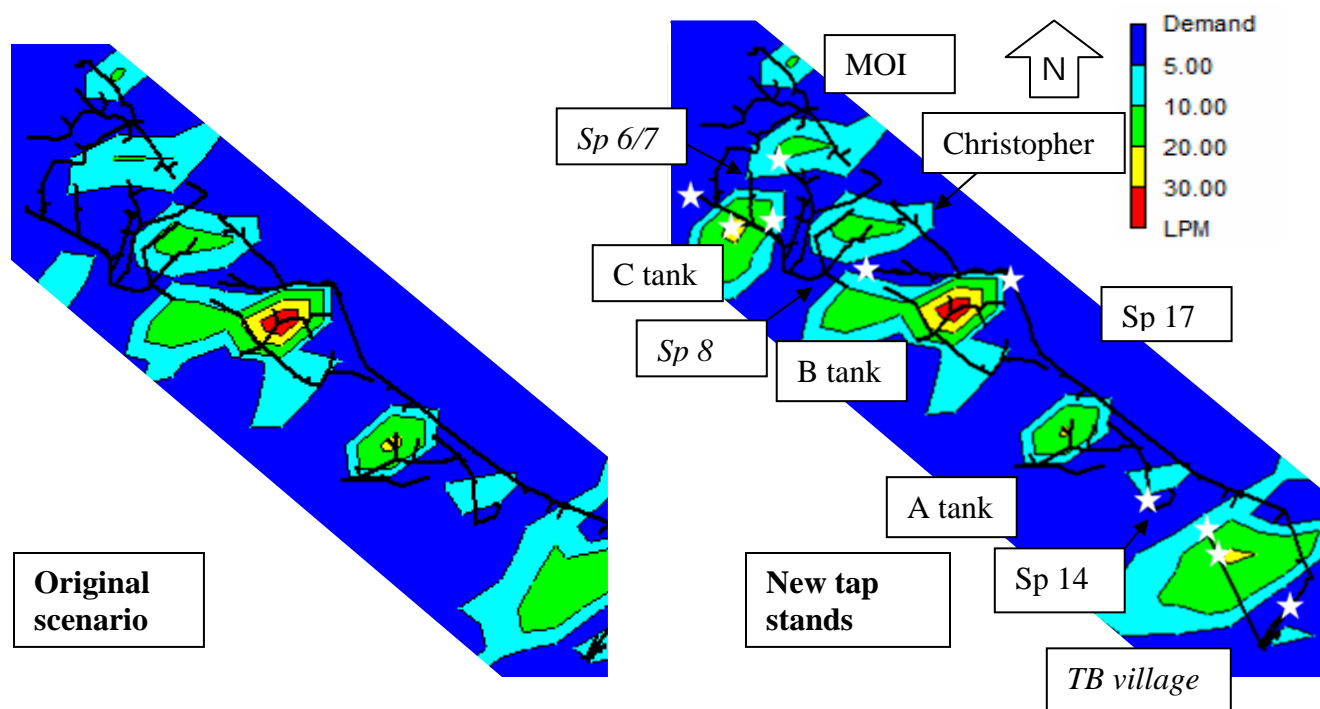 Demand
5.00
10.00
20.00
30.00
LPM
N
MOI
Sp 6/7
Christopher
C tank
Sp 8
B tank
Sp 17
A tank
Sp 14
TB village
Original
scenario
New tap
stands